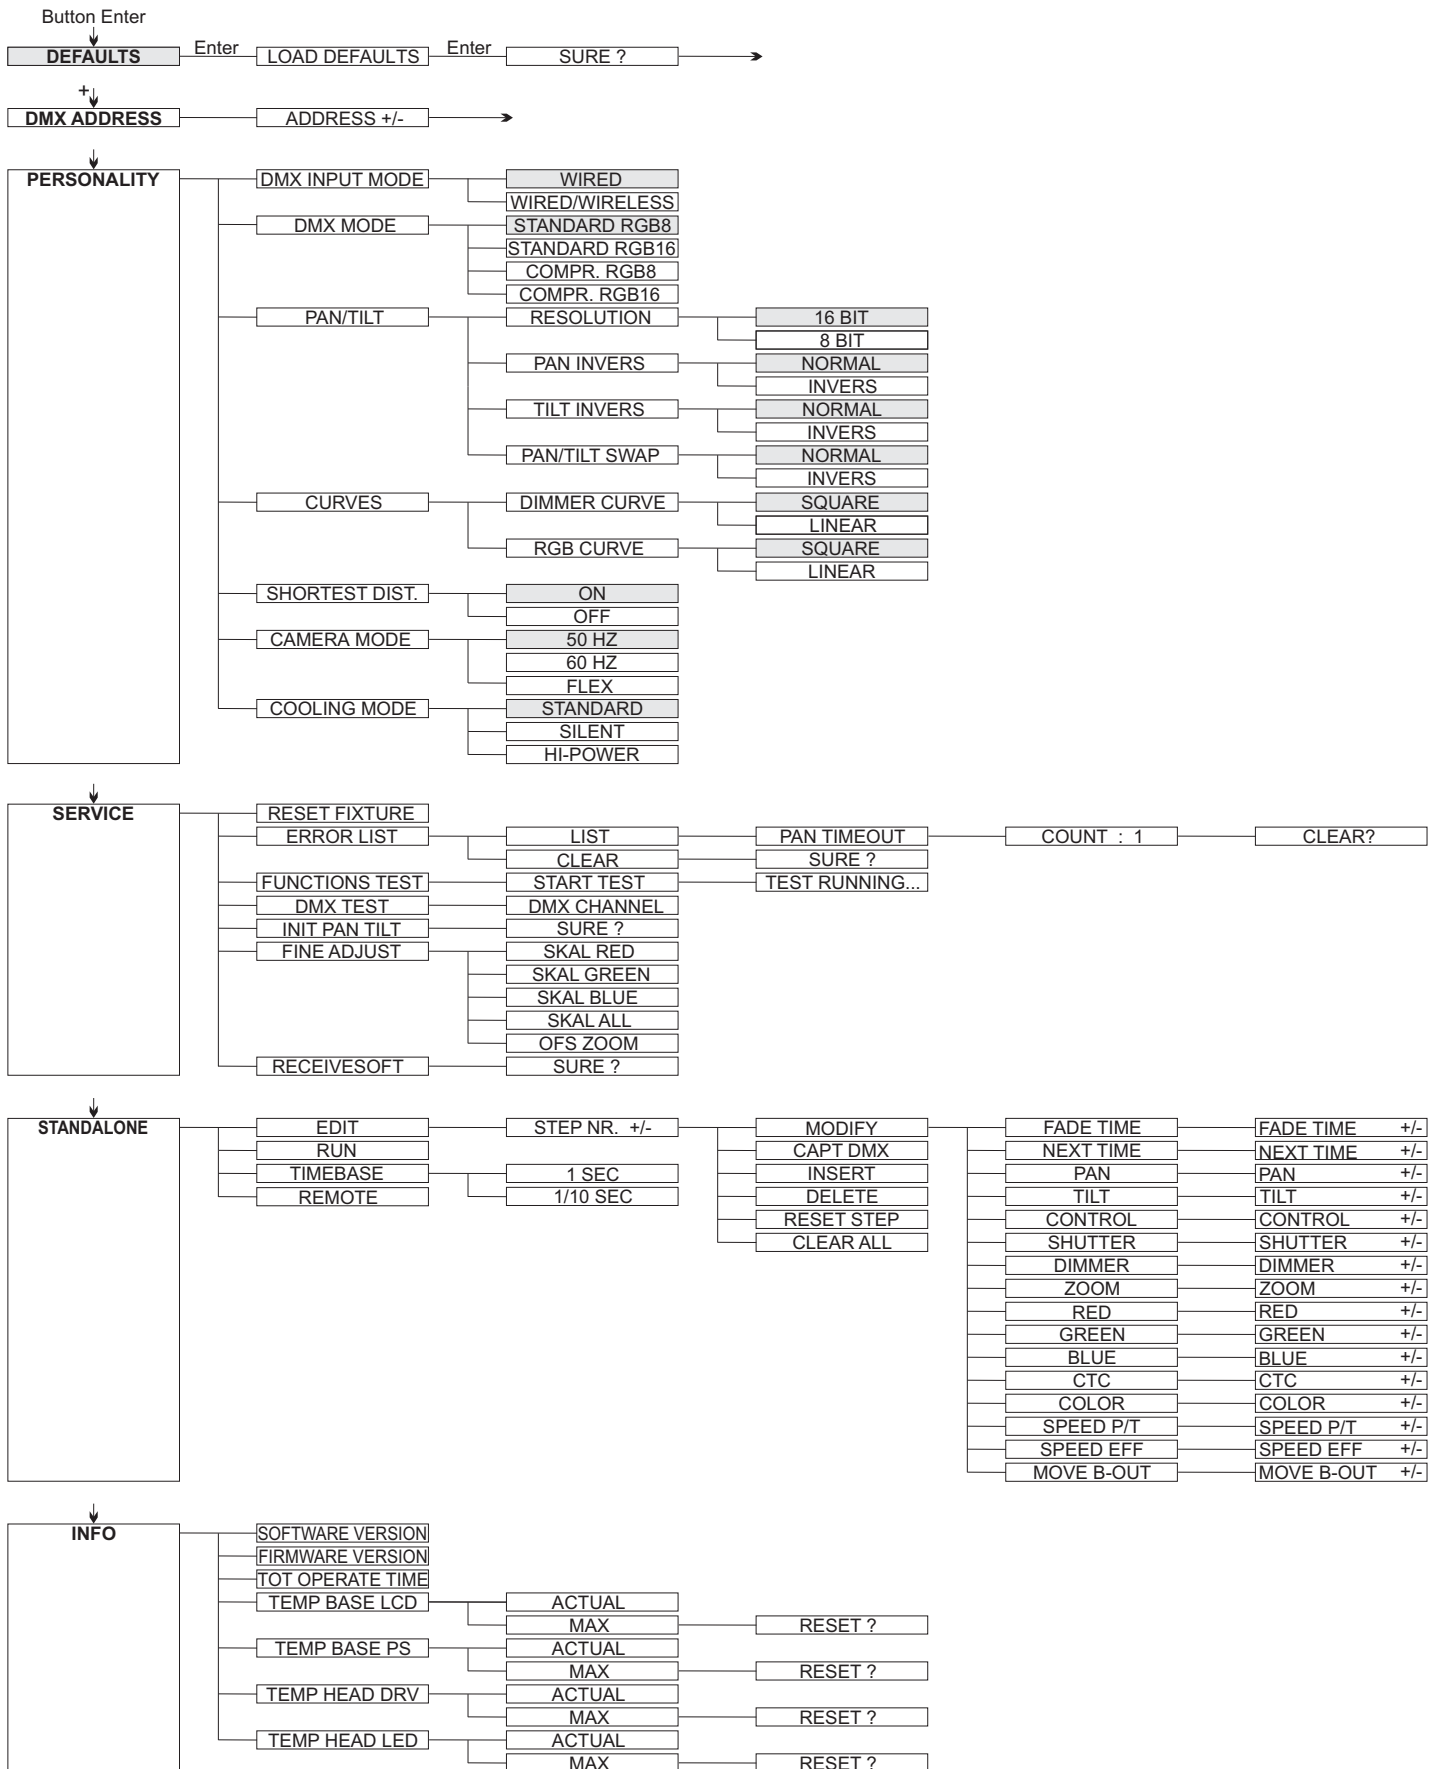 Button Enter
DEFAULTS Enter LOAD DEFAULTS Enter SURE ?
+
DMX ADDRESS ADDRESS +/-
PERSONALITY DMX INPUT MODE WIRED
WIRED/WIRELESS
DMX MODE STANDARD RGB8
STANDARD RGB16
COMPR. RGB8
COMPR. RGB16
PAN/TILT RESOLUTION 16 BIT
8 BIT
PAN INVERS NORMAL
INVERS
TILT INVERS NORMAL
INVERS
PAN/TILT SWAP NORMAL
INVERS
CURVES DIMMER CURVE SQUARE
LINEAR
RGB CURVE SQUARE
LINEAR
SHORTEST DIST. ON
OFF
CAMERA MODE 50 HZ
60 HZ
FLEX
COOLING MODE STANDARD
SILENT
HI-POWER
SERVICE RESET FIXTURE
ERROR LIST LIST PAN TIMEOUT COUNT : 1 CLEAR?
CLEAR SURE ?
FUNCTIONS TEST START TEST TEST RUNNING...
DMX TEST DMX CHANNEL
INIT PAN TILT SURE ?
FINE ADJUST SKAL RED
SKAL GREEN
SKAL BLUE
SKAL ALL
OFS ZOOM
RECEIVESOFT SURE ?
STANDALONE EDIT STEP NR. +/- MODIFY FADE TIME FADE TIME +/-
RUN CAPT DMX NEXT TIME NEXT TIME +/-
TIMEBASE 1 SEC INSERT PAN PAN +/-
REMOTE 1/10 SEC DELETE TILT TILT +/-
RESET STEP CONTROL CONTROL +/-
CLEAR ALL SHUTTER SHUTTER +/-
DIMMER DIMMER +/-
ZOOM ZOOM +/-
RED RED +/-
GREEN GREEN +/-
BLUE BLUE +/-
CTC CTC +/-
COLOR COLOR +/-
SPEED P/T SPEED P/T +/-
SPEED EFF SPEED EFF +/-
MOVE B-OUT MOVE B-OUT +/-
INFO SOFTWARE VERSION
FIRMWARE VERSION
TOT OPERATE TIME
TEMP BASE LCD ACTUAL
MAX RESET ?
TEMP BASE PS ACTUAL
MAX RESET ?
TEMP HEAD DRV ACTUAL
MAX RESET ?
TEMP HEAD LED ACTUAL
MAX RESET ?